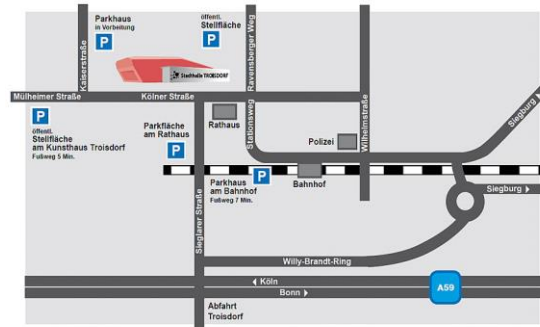 Parkhaus
in Vorbeitung
P
öffentl.
Stellfläche
P
Kaiserstraße
Ravensberger Weg
Stadthalle TROISDORF
Mülheimer Straße
Kölner Straße
Siegburg
P
öffentl.
Stellfläche
am Kunsthaus Troisdorf
Fußweg 5 Min.
Parkfläche
am Rathaus
P
Rathaus
Stationsweg
Polizei
Wilhelmstraße
Parkhaus
am Bahnhof
Fußweg 7 Min.
P
Bahnhof
Siegburg
Sieglarer Straße
Willy-Brandt-Ring
Köln
Bonn
A59
Abfahrt
Troisdorf